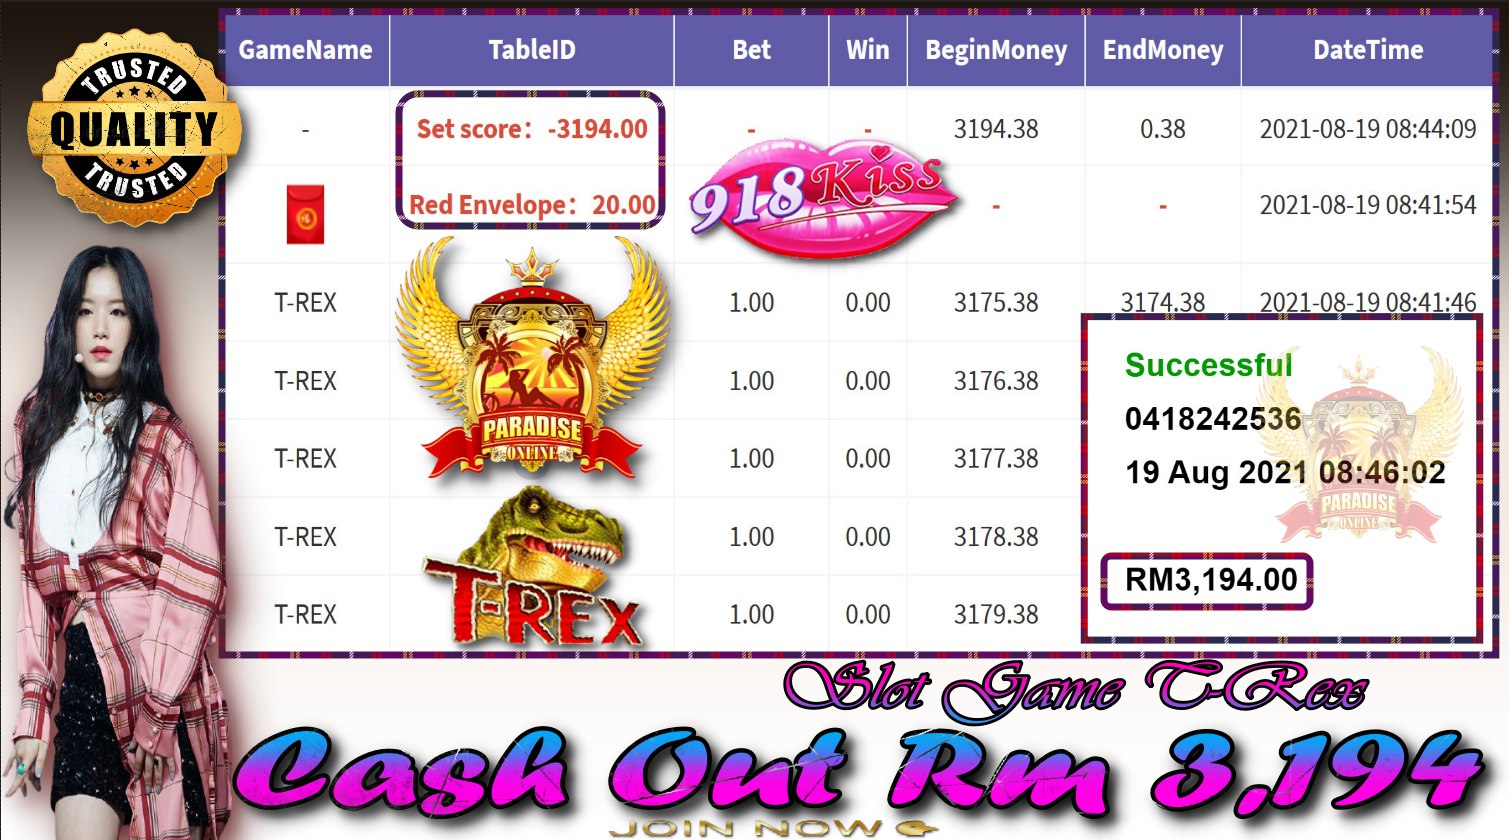 TRUSTED
QUALITY
TRUSTED
GameName TableID Bet Win BeginMoney EndMoney DateTime
- Set score: -3194.00 - - 3194.38 0.38 2021-08-19 08:44:09
Red Envelope: 20.00 - - 2021-08-19 08:41:54
918Kiss
T-REX 1.00 0.00 3175.38 3174.38 2021-08-19 08:41:46
T-REX 1.00 0.00 3176.38
T-REX 1.00 0.00 3177.38
T-REX 1.00 0.00 3178.38
T-REX 1.00 0.00 3179.38
PARADISE
ONLINE
T-REX
Successful
0418242536
19 Aug 2021 08:46:02
PARADISE
ONLINE
RM3,194.00
Slot Game T-Rex
Cash Out Rm 3,194
JOIN NOW